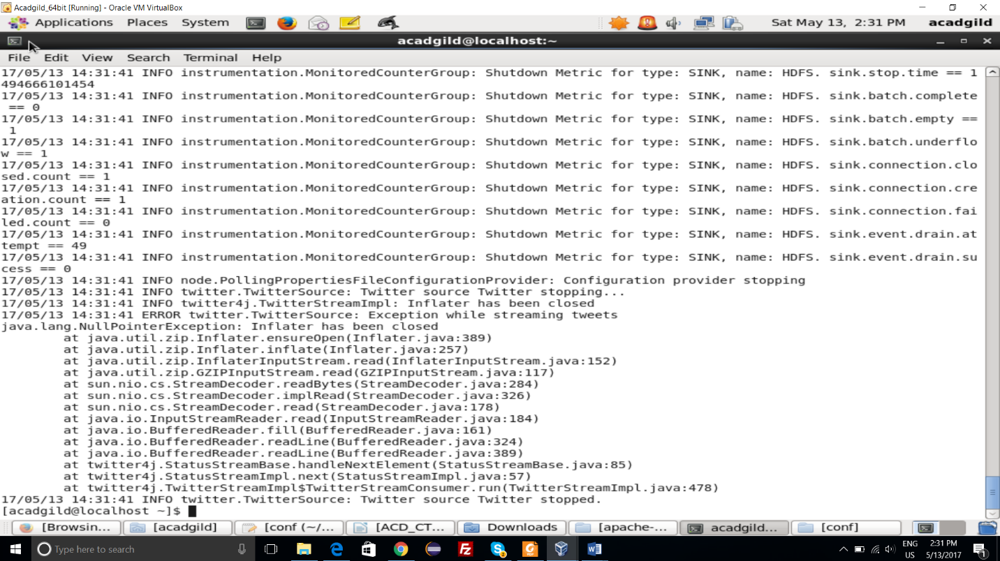 Acadgild_64bit [Running] - Oracle VM VirtualBox
Applications Places System Sat May 13, 2:31 PM acadgild
acadgild@localhost:~
File Edit View Search Terminal Help
17/05/13 14:31:41 INFO instrumentation.MonitoredCounterGroup: Shutdown Metric for type: SINK, name: HDFS. sink.stop.time == 1
494666101454
17/05/13 14:31:41 INFO instrumentation.MonitoredCounterGroup: Shutdown Metric for type: SINK, name: HDFS. sink.batch.complete
== 0
17/05/13 14:31:41 INFO instrumentation.MonitoredCounterGroup: Shutdown Metric for type: SINK, name: HDFS. sink.batch.empty ==
1
17/05/13 14:31:41 INFO instrumentation.MonitoredCounterGroup: Shutdown Metric for type: SINK, name: HDFS. sink.batch.underflo
w == 1
17/05/13 14:31:41 INFO instrumentation.MonitoredCounterGroup: Shutdown Metric for type: SINK, name: HDFS. sink.connection.clo
sed.count == 1
17/05/13 14:31:41 INFO instrumentation.MonitoredCounterGroup: Shutdown Metric for type: SINK, name: HDFS. sink.connection.cre
ation.count == 1
17/05/13 14:31:41 INFO instrumentation.MonitoredCounterGroup: Shutdown Metric for type: SINK, name: HDFS. sink.connection.fai
led.count == 0
17/05/13 14:31:41 INFO instrumentation.MonitoredCounterGroup: Shutdown Metric for type: SINK, name: HDFS. sink.event.drain.at
tempt == 49
17/05/13 14:31:41 INFO instrumentation.MonitoredCounterGroup: Shutdown Metric for type: SINK, name: HDFS. sink.event.drain.su
cess == 0
17/05/13 14:31:41 INFO node.PollingPropertiesFileConfigurationProvider: Configuration provider stopping
17/05/13 14:31:41 INFO twitter.TwitterSource: Twitter source Twitter stopping...
17/05/13 14:31:41 INFO twitter4j.TwitterStreamImpl: Inflater has been closed
17/05/13 14:31:41 ERROR twitter.TwitterSource: Exception while streaming tweets
java.lang.NullPointerException: Inflater has been closed
at java.util.zip.Inflater.ensureOpen(Inflater.java:389)
at java.util.zip.Inflater.inflate(Inflater.java:257)
at java.util.zip.InflaterInputStream.read(InflaterInputStream.java:152)
at java.util.zip.GZIPInputStream.read(GZIPInputStream.java:117)
at sun.nio.cs.StreamDecoder.readBytes(StreamDecoder.java:284)
at sun.nio.cs.StreamDecoder.implRead(StreamDecoder.java:326)
at sun.nio.cs.StreamDecoder.read(StreamDecoder.java:178)
at java.io.InputStreamReader.read(InputStreamReader.java:184)
at java.io.BufferedReader.fill(BufferedReader.java:161)
at java.io.BufferedReader.readLine(BufferedReader.java:324)
at java.io.BufferedReader.readLine(BufferedReader.java:389)
at twitter4j.StatusStreamBase.handleNextElement(StatusStreamBase.java:85)
at twitter4j.StatusStreamImpl.next(StatusStreamImpl.java:57)
at twitter4j.TwitterStreamImpl$TwitterStreamConsumer.run(TwitterStreamImpl.java:478)
17/05/13 14:31:41 INFO twitter.TwitterSource: Twitter source Twitter stopped.
[acadgild@localhost ~]$
[Browsin... [acadgild] [conf (~/... [ACD_CT... Downloads [apache-... acadgild... [conf]
Type here to search ENG 2:31 PM
US 5/13/2017